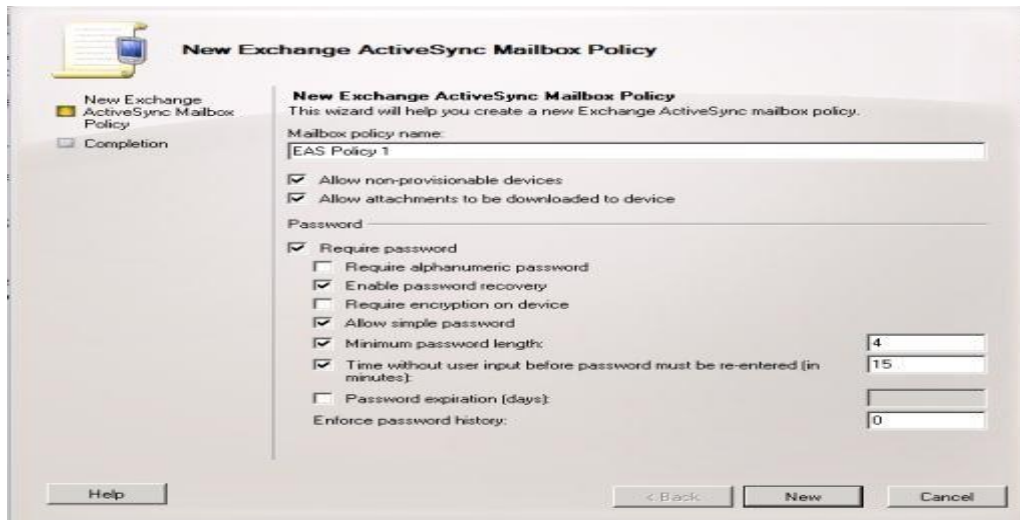 New Exchange ActiveSync Mailbox Policy
New Exchange
ActiveSync Mailbox
Policy
Completion
New Exchange ActiveSync Mailbox Policy
This wizard will help you create a new Exchange ActiveSync mailbox policy.
Mailbox policy name:
EAS Policy 1
Allow non-provisionable devices
Allow attachments to be downloaded to device
Password
Require password
Require alphanumeric password
Enable password recovery
Require encryption on device
Allow simple password
Minimum password length: 4
Time without user input before password must be re-entered (in 15
minutes):
Password expiration (days):
Enforce password history: 0
Help < Back New Cancel